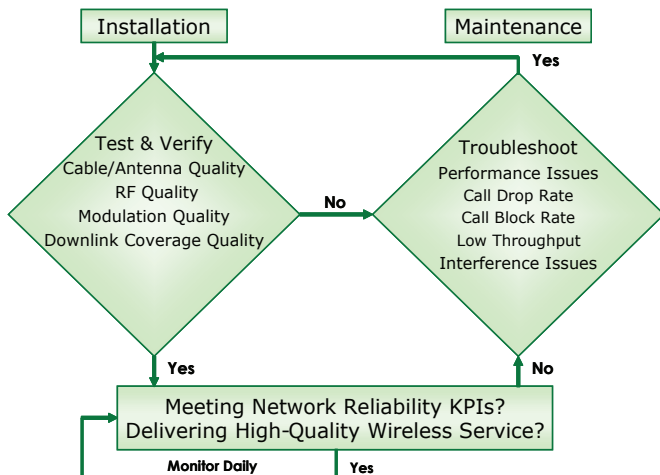 Installation
Maintenance
Yes
Test & Verify
Cable/Antenna Quality
RF Quality
Modulation Quality
Downlink Coverage Quality
No
Troubleshoot
Performance Issues
Call Drop Rate
Call Block Rate
Low Throughput
Interference Issues
Yes
No
Meeting Network Reliability KPIs?
Delivering High-Quality Wireless Service?
Monitor Daily
Yes